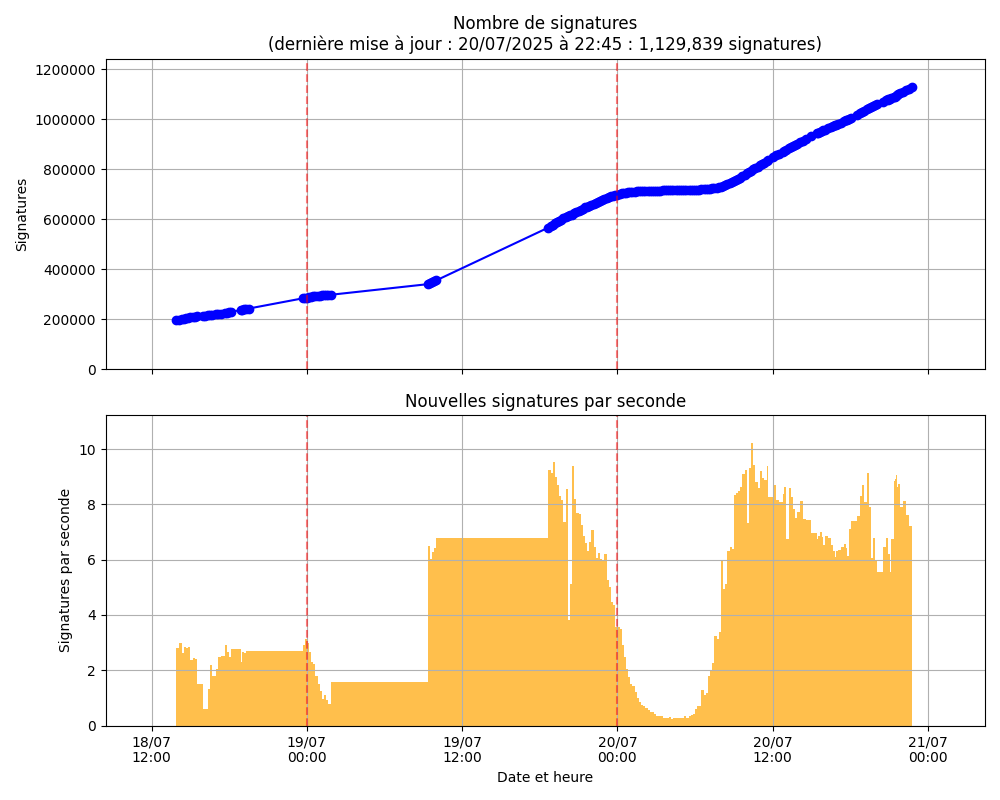 Nombre de signatures
(dernière mise à jour : 20/07/2025 à 22:45 : 1,129,839 signatures)
1200000
1000000
800000
600000
400000
200000
0
Signatures
Nouvelles signatures par seconde
10
8
6
4
2
0
Signatures par seconde
18/07 19/07 19/07 20/07 20/07 21/07
12:00 00:00 12:00 00:00 12:00 00:00
Date et heure